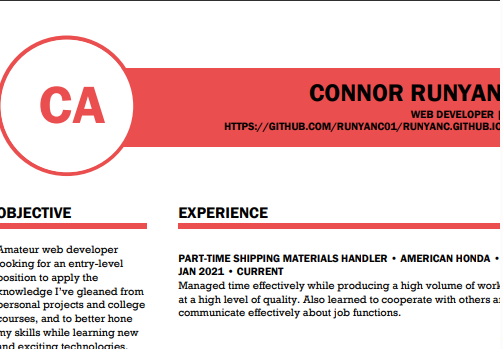 CA
CONNOR RUNYAN
WEB DEVELOPER |
HTTPS://GITHUB.COM/RUNYANC01/RUNYANC.GITHUB.IO
OBJECTIVE
Amateur web developer
looking for an entry-level
position to apply the
knowledge I've gleaned from
personal projects and college
courses, and to better hone
my skills while learning new
and exciting technologies.
EXPERIENCE
PART-TIME SHIPPING MATERIALS HANDLER • AMERICAN HONDA •
JAN 2021 • CURRENT
Managed time effectively while producing a high volume of work
at a high level of quality. Also learned to cooperate with others
communicate effectively about job functions.